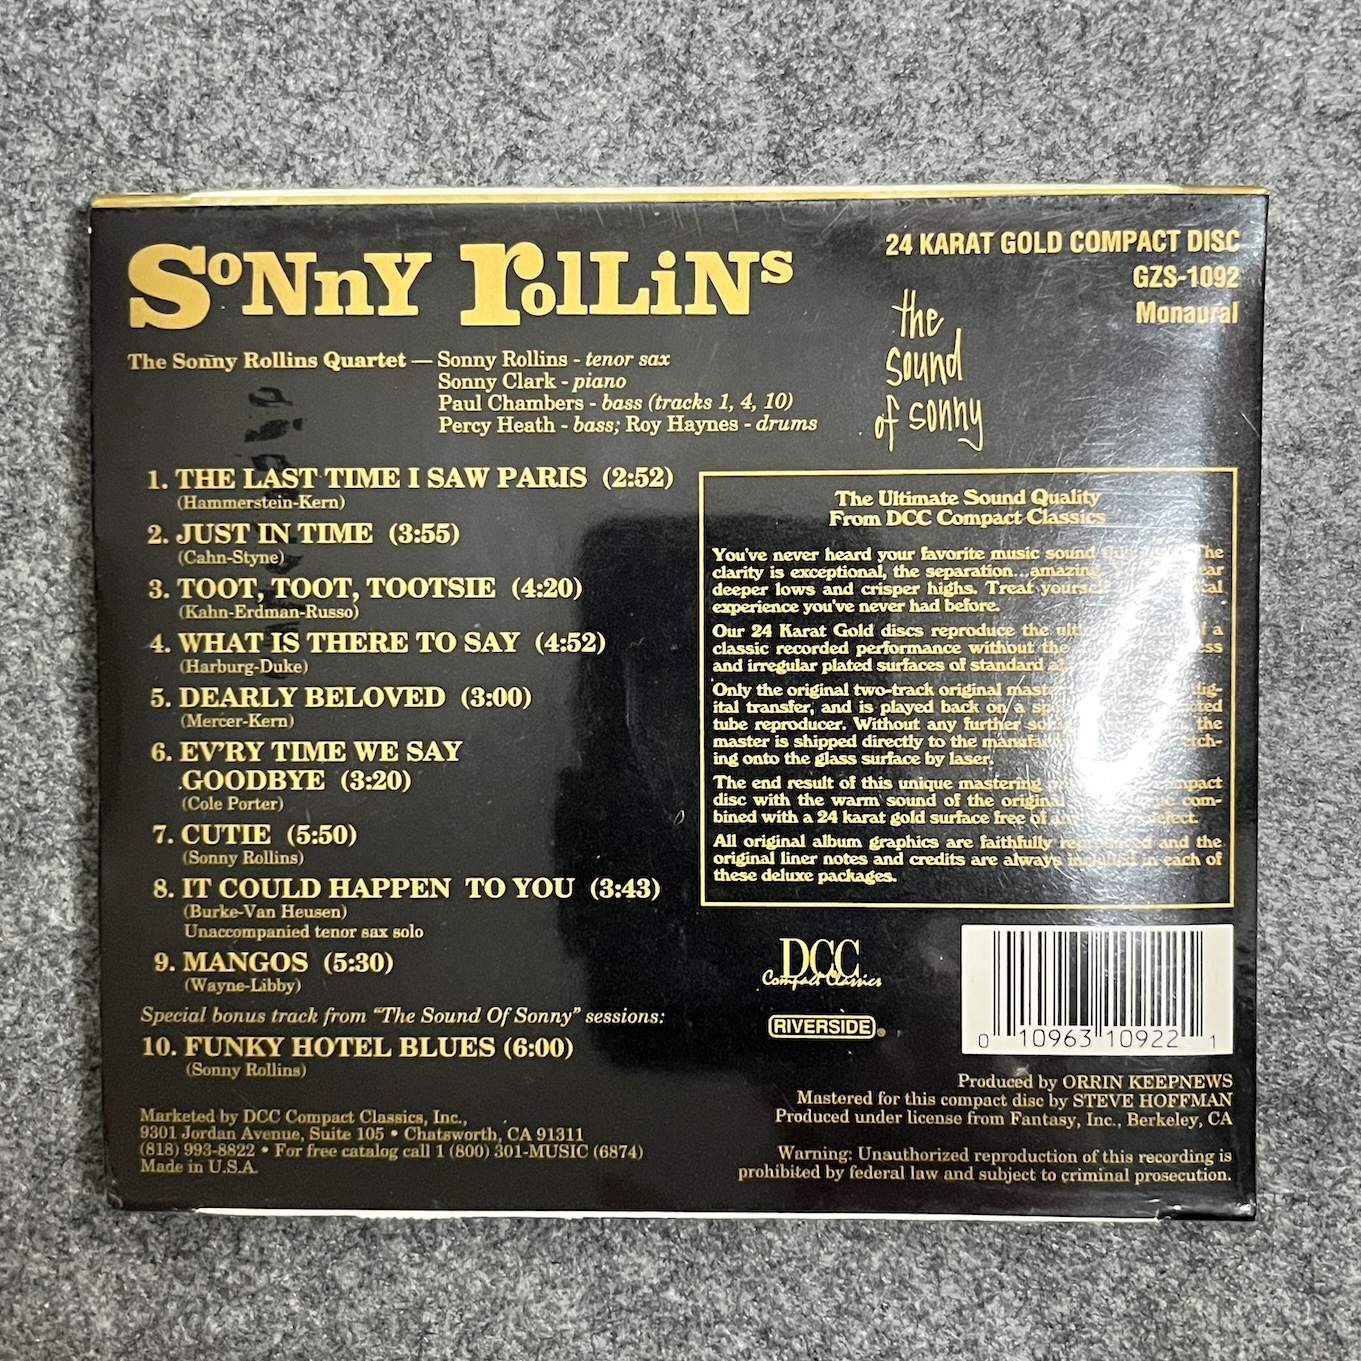 SonnY rollins
24 KARAT GOLD COMPACT DISC
GZS-1092
Monaural
the
sound
of sonny
The Sonny Rollins Quartet — Sonny Rollins - tenor sax
Sonny Clark - piano
Paul Chambers - bass (tracks 1, 4, 10)
Percy Heath - bass; Roy Haynes - drums
1. THE LAST TIME I SAW PARIS (2:52)
(Hammerstein-Kern)
2. JUST IN TIME (3:55)
(Cahn-Styne)
3. TOOT, TOOT, TOOTSIE (4:20)
(Kahn-Erdman-Russo)
4. WHAT IS THERE TO SAY (4:52)
(Harburg-Duke)
5. DEARLY BELOVED (3:00)
(Mercer-Kern)
6. EV'RY TIME WE SAY
GOODBYE (3:20)
(Cole Porter)
7. CUTIE (5:50)
(Sonny Rollins)
8. IT COULD HAPPEN TO YOU (3:43)
(Burke-Van Heusen)
Unaccompanied tenor sax solo
9. MANGOS (5:30)
(Wayne-Libby)
Special bonus track from "The Sound Of Sonny" sessions:
10. FUNKY HOTEL BLUES (6:00)
(Sonny Rollins)
Marketed by DCC Compact Classics, Inc.,
9301 Jordan Avenue, Suite 105 • Chatsworth, CA 91311
(818) 993-8822 • For free catalog call 1 (800) 301-MUSIC (6874)
Made in U.S.A.
The Ultimate Sound Quality
From DCC Compact Classics
You've never heard your favorite music sound The
clarity is exceptional, the separation...amazing.
deeper lows and crisper highs. Treat yourself
experience you've never had before.
Our 24 Karat Gold discs reproduce the of a
classic recorded performance without the
and irregular plated surfaces of standard
Only the original two-track original master dig-
ital transfer, and is played back on a
tube reproducer. Without any further the
master is shipped directly to the etch-
ing onto the glass surface by laser.
The end result of this unique mastering compact
disc with the warm sound of the original com-
bined with a 24 karat gold surface free of defect.
All original album graphics are faithfully reproduced and the
original liner notes and credits are always included in each of
these deluxe packages.
DCC
Compact Classics
RIVERSIDE®
0 10963 10922 1
Produced by ORRIN KEEPNEWS
Mastered for this compact disc by STEVE HOFFMAN
Produced under license from Fantasy, Inc., Berkeley, CA
Warning: Unauthorized reproduction of this recording is
prohibited by federal law and subject to criminal prosecution.